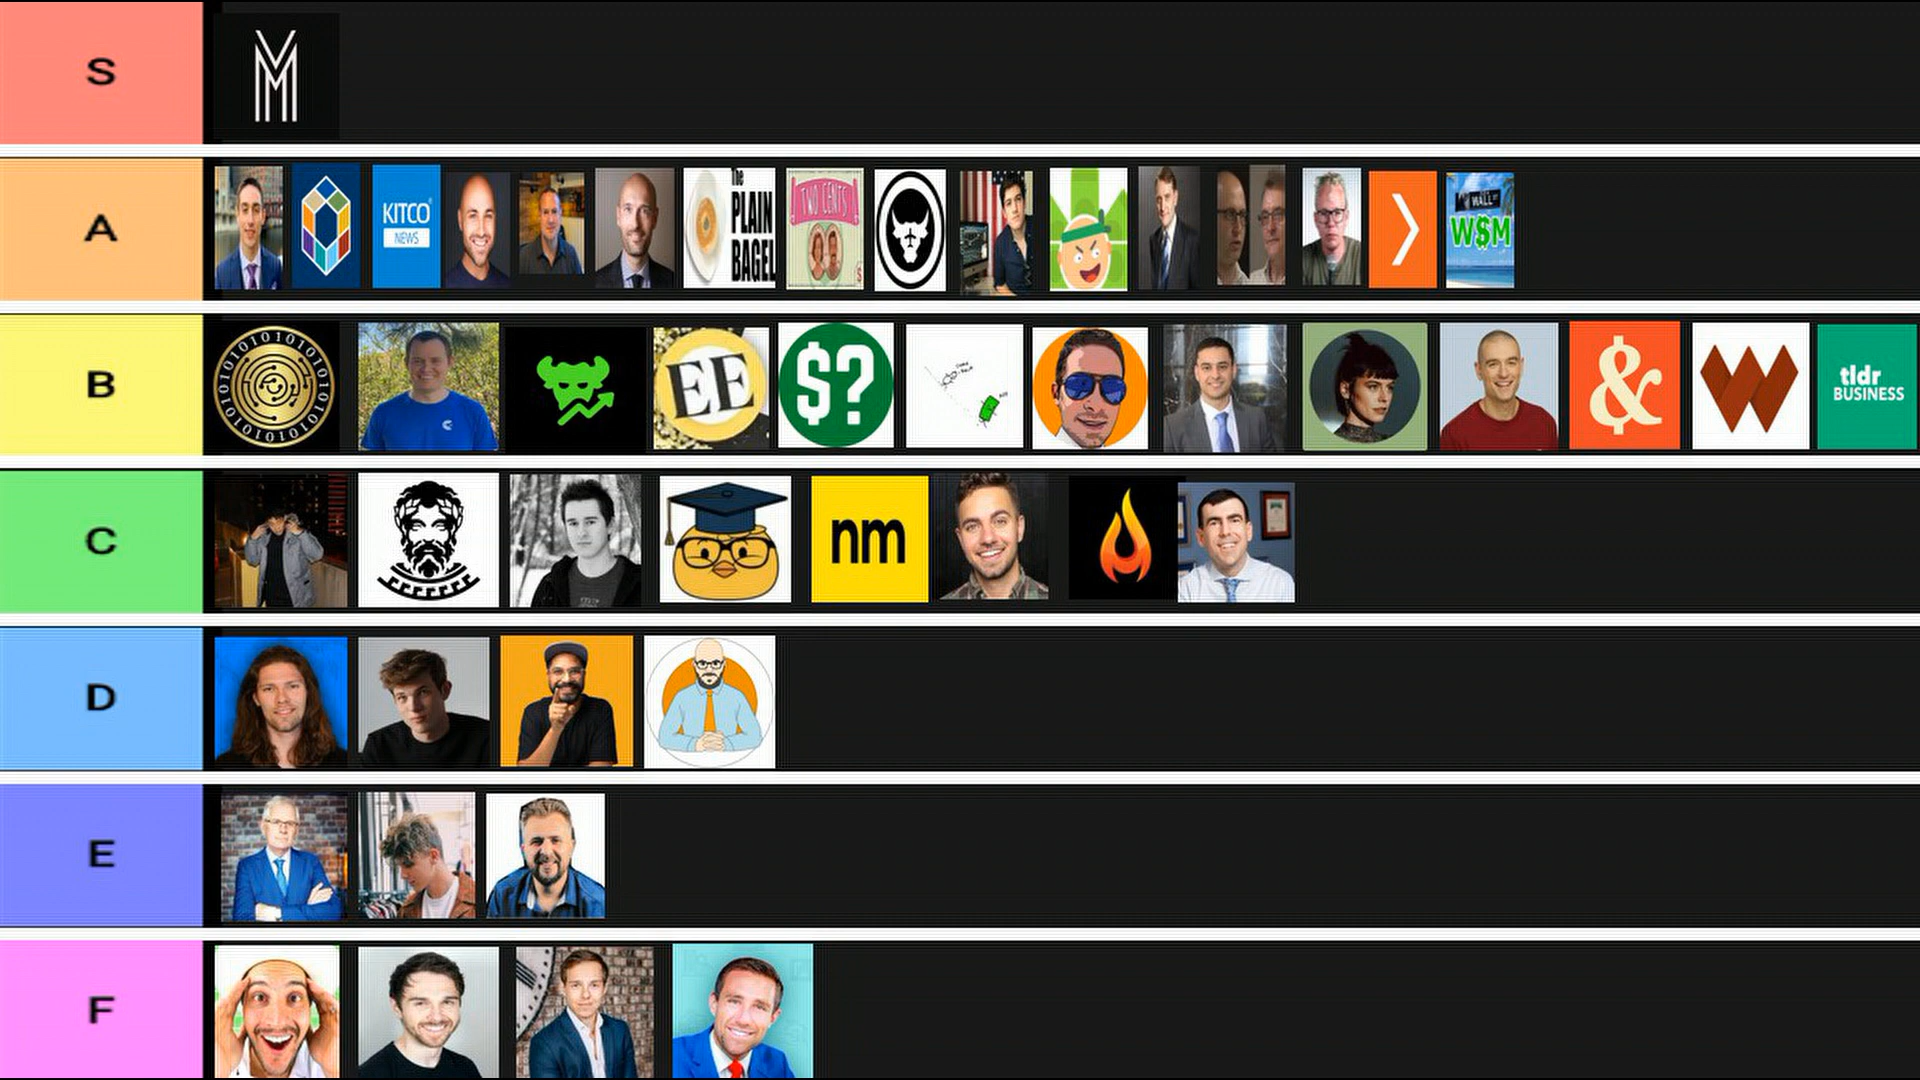 S
M
A
KITCO
NEWS
The
PLAIN
BAGEL
TWO CENTS
WALL
W$M
B
EE
$?
&
W
tldr
BUSINESS
C
nm
D
E
F